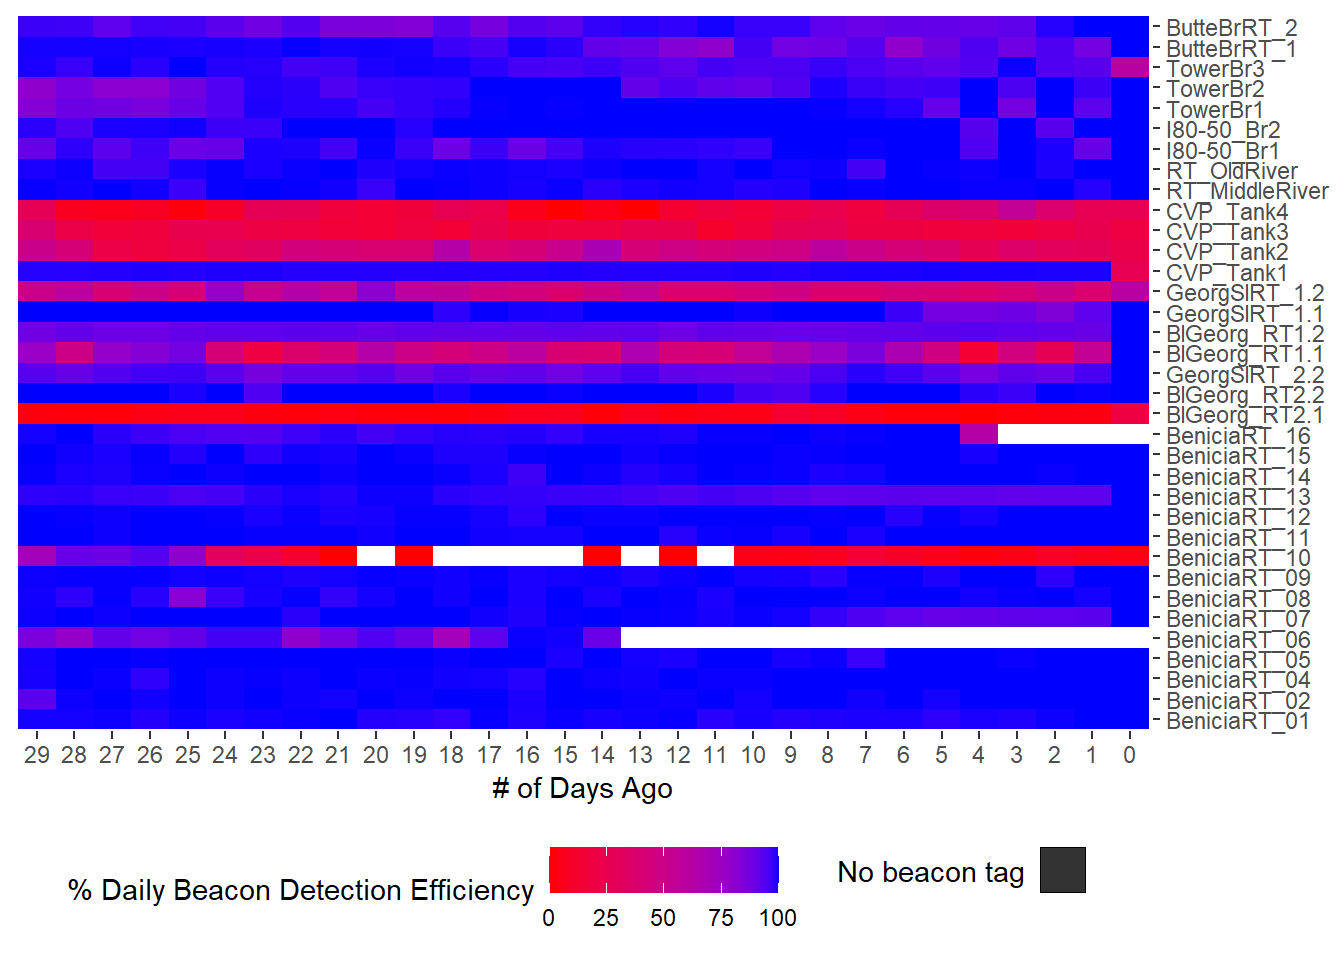 ButteBrRT_2
ButteBrRT_1
TowerBr3
TowerBr2
TowerBr1
I80-50_Br2
I80-50_Br1
RT_OldRiver
RT_MiddleRiver
CVP_Tank4
CVP_Tank3
CVP_Tank2
CVP_Tank1
GeorgSlRT_1.2
GeorgSlRT_1.1
BlGeorg_RT1.2
BlGeorg_RT1.1
GeorgSlRT_2.2
BlGeorg_RT2.2
BlGeorg_RT2.1
BeniciaRT_16
BeniciaRT_15
BeniciaRT_14
BeniciaRT_13
BeniciaRT_12
BeniciaRT_11
BeniciaRT_10
BeniciaRT_09
BeniciaRT_08
BeniciaRT_07
BeniciaRT_06
BeniciaRT_05
BeniciaRT_04
BeniciaRT_02
BeniciaRT_01
29 28 27 26 25 24 23 22 21 20 19 18 17 16 15 14 13 12 11 10 9 8 7 6 5 4 3 2 1 0
# of Days Ago
% Daily Beacon Detection Efficiency
0 25 50 75 100
No beacon tag